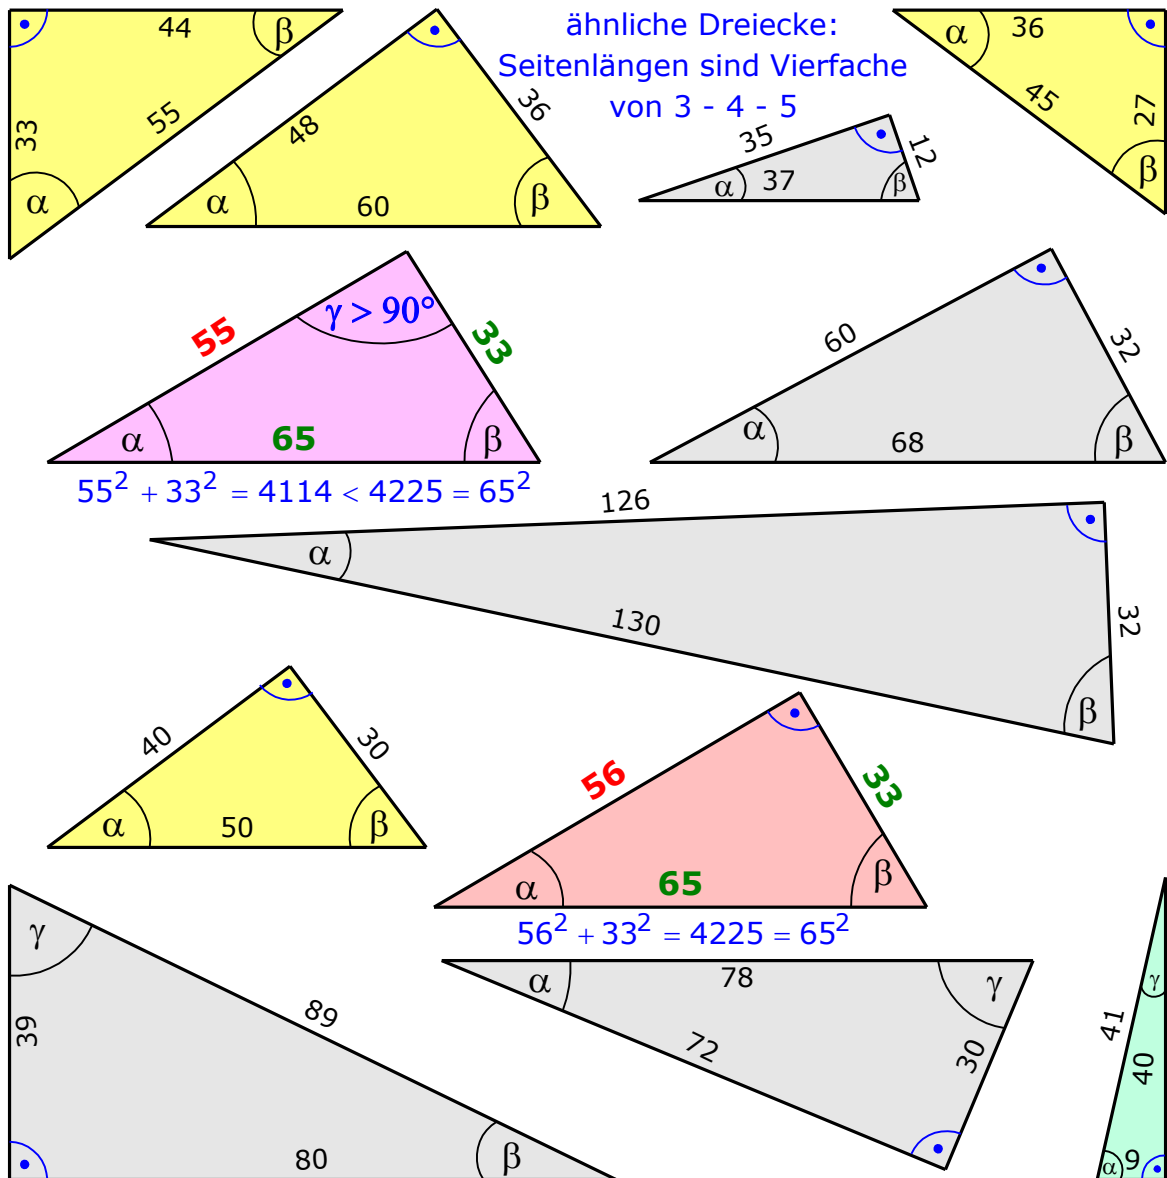 44
β
33
55
α
48
36
α
60
β
ähnliche Dreiecke:
Seitenlängen sind Vierfache
von 3 - 4 - 5
α
36
45
27
β
35
12
α
37
β
55
γ > 90°
33
α
65
β
55² + 33² = 4114 < 4225 = 65²
60
32
α
68
β
126
α
130
32
β
40
30
α
50
β
56
33
α
65
β
56² + 33² = 4225 = 65²
γ
39
89
80
β
α
78
γ
72
30
γ
41
40
α
9